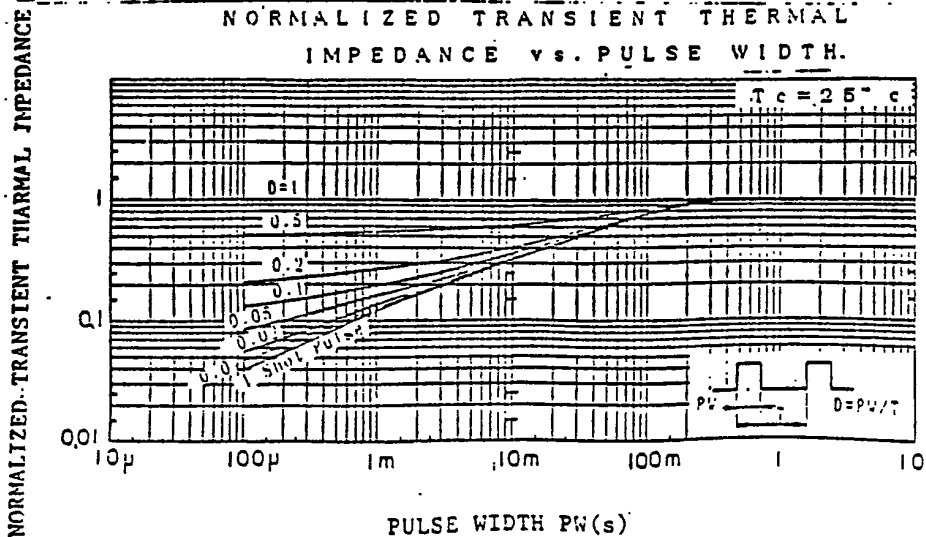 NORMALIZED TRANSIENT THERMAL
IMPEDANCE vs. PULSE WIDTH.
NORMALIZED TRANSIENT THARMAL IMPEDANCE
Tc = 25° c
D=1
0.5
0.2
0.1
0.05
1 Shot Pulse
1
0.1
0.01
PW
D=PW/T
10μ 100μ 1m 10m 100m 1 10
PULSE WIDTH PW(s)